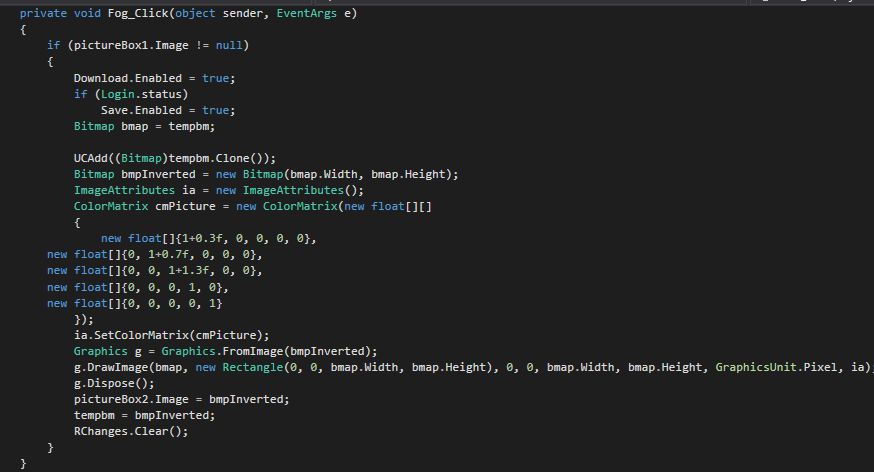 private void Fog_Click(object sender, EventArgs e)
{
if (pictureBox1.Image != null)
{
Download.Enabled = true;
if (Login.status)
Save.Enabled = true;
Bitmap bmap = tempbm;
UCAdd((Bitmap)tempbm.Clone());
Bitmap bmpInverted = new Bitmap(bmap.Width, bmap.Height);
ImageAttributes ia = new ImageAttributes();
ColorMatrix cmPicture = new ColorMatrix(new float[][]
{
new float[]{1+0.3f, 0, 0, 0, 0},
new float[]{0, 1+0.7f, 0, 0, 0},
new float[]{0, 0, 1+1.3f, 0, 0},
new float[]{0, 0, 0, 1, 0},
new float[]{0, 0, 0, 0, 1}
});
ia.SetColorMatrix(cmPicture);
Graphics g = Graphics.FromImage(bmpInverted);
g.DrawImage(bmap, new Rectangle(0, 0, bmap.Width, bmap.Height), 0, 0, bmap.Width, bmap.Height, GraphicsUnit.Pixel, ia);
g.Dispose();
pictureBox2.Image = bmpInverted;
tempbm = bmpInverted;
RChanges.Clear();
}
}